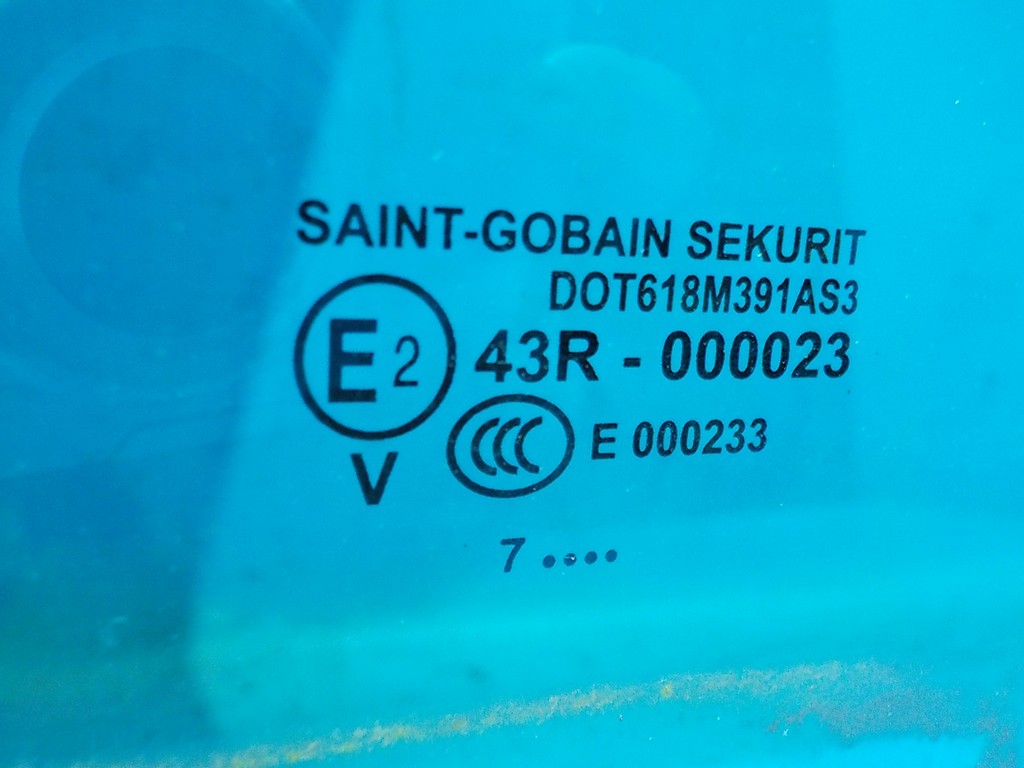 SAINT-GOBAIN SEKURIT
DOT618M391AS3
E2 43R - 000023
V CCC E 000233
7 ....